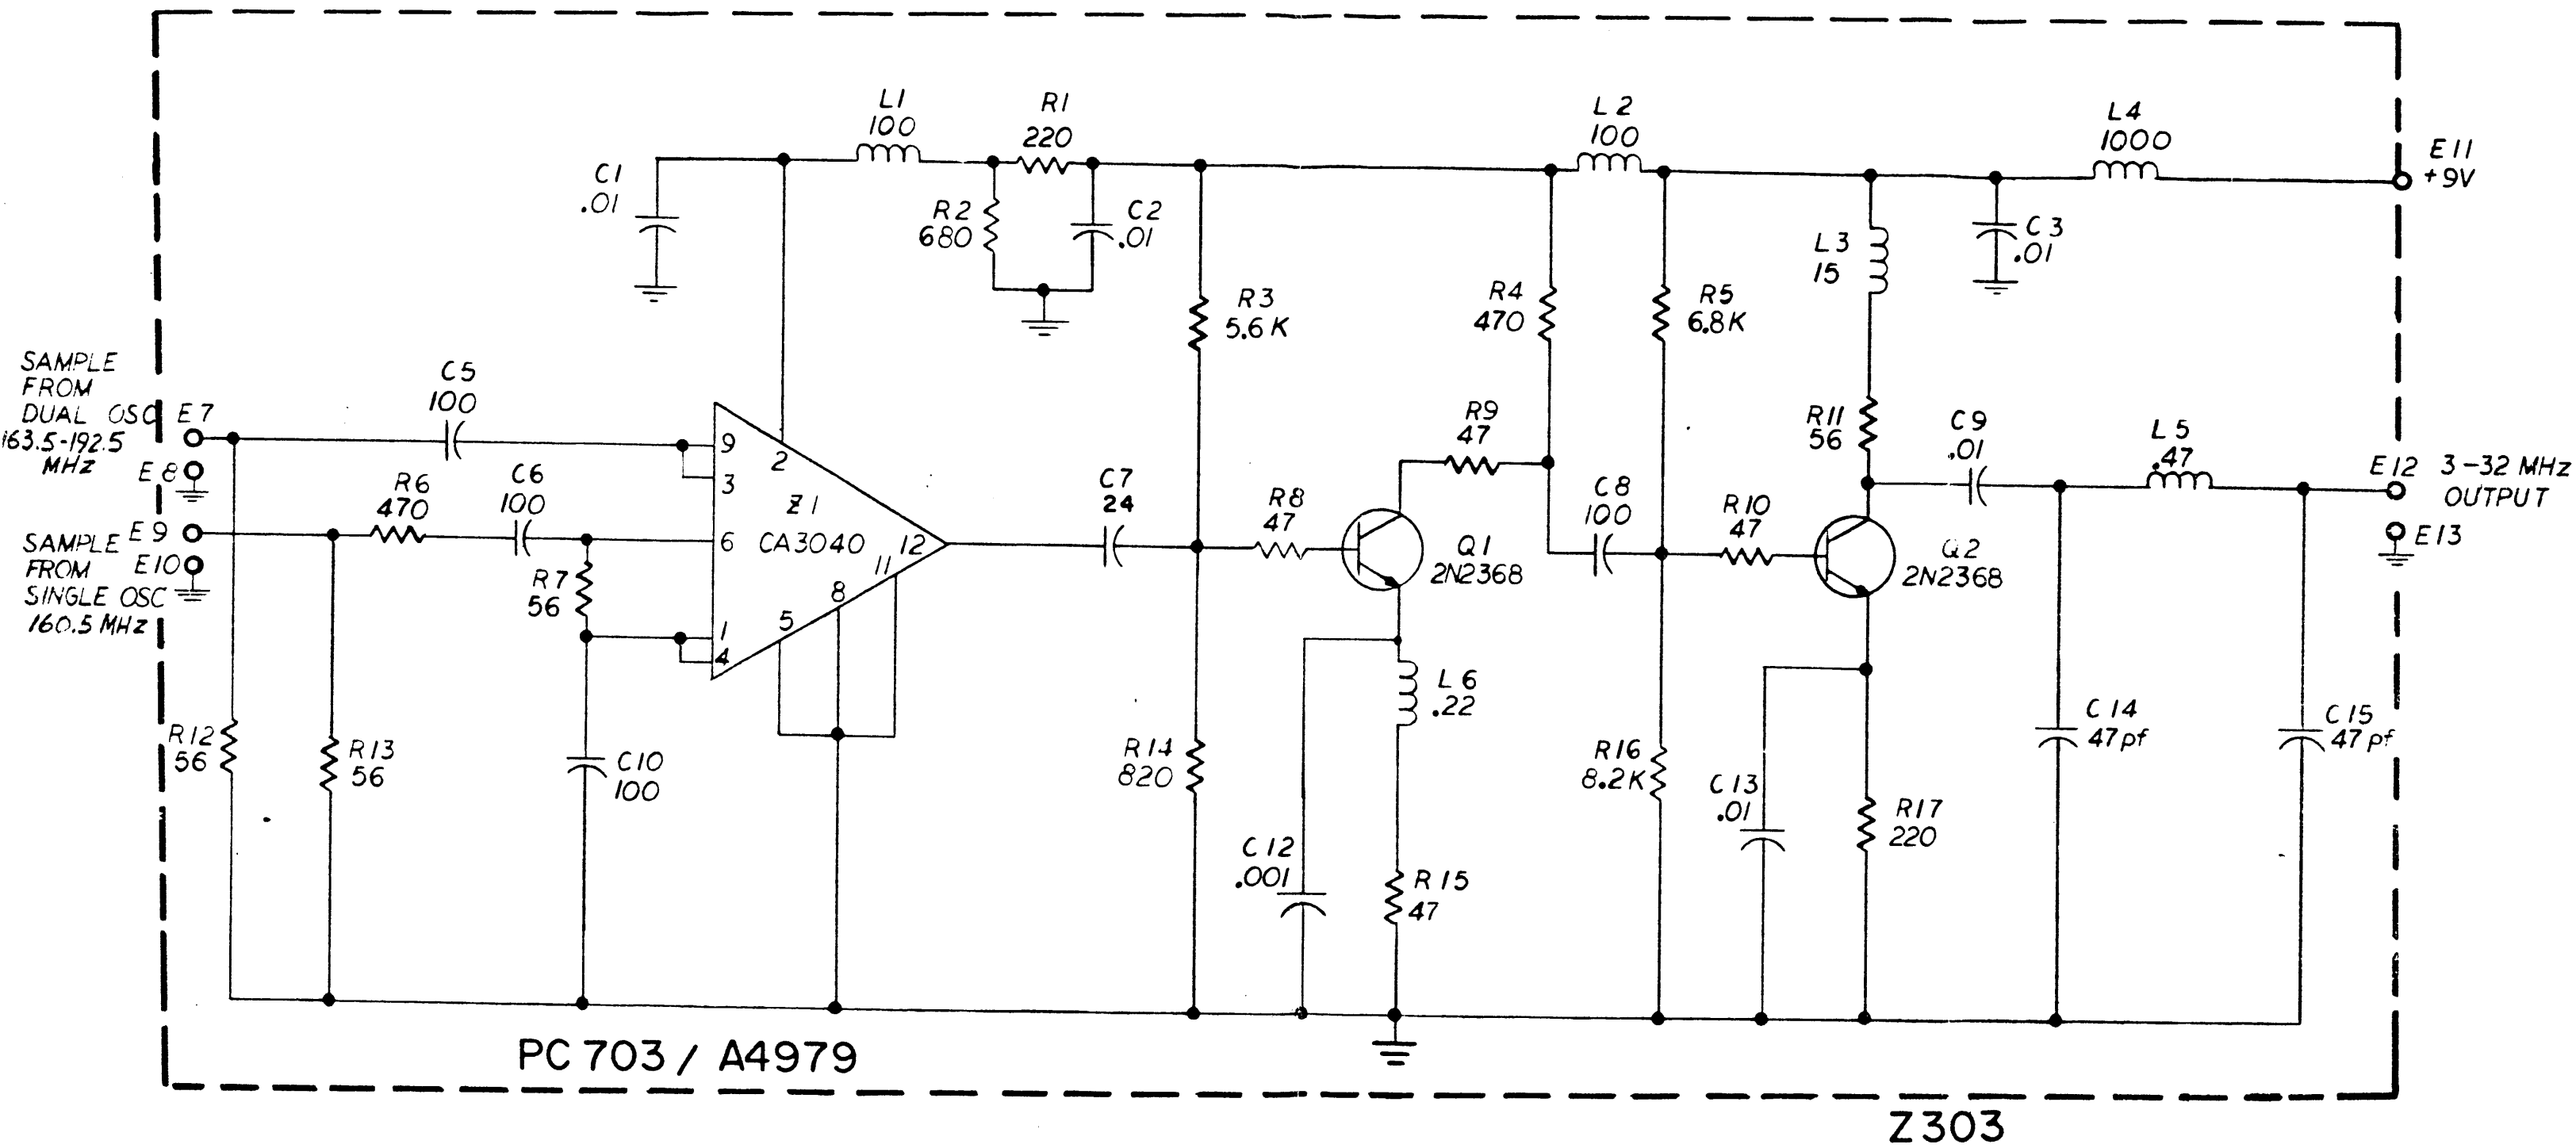 L1
100
R1
220
L2
100
L4
1000
E11
+9V
C1
.01
R2
680
C2
.01
L3
15
C3
.01
R3
5.6K
R4
470
R5
6.8K
SAMPLE
FROM
DUAL OSC E7
163.5-192.5
MHz
E8
C5
100
R6
470
C6
100
9
3
2
Z1
CA3040
6
12
11
8
5
1
4
C7
24
R8
47
R9
47
Q1
2N2368
C8
100
R10
47
R11
56
Q2
2N2368
C9
.01
L5
.47
E12
3-32 MHz
OUTPUT
E13
E9
SAMPLE
FROM
E10
SINGLE OSC
160.5 MHz
R7
56
R12
56
R13
56
C10
100
R14
820
L6
.22
C12
.001
R15
47
R16
8.2K
C13
.01
R17
220
C14
47pf
C15
47pf
PC703/A4979
Z303